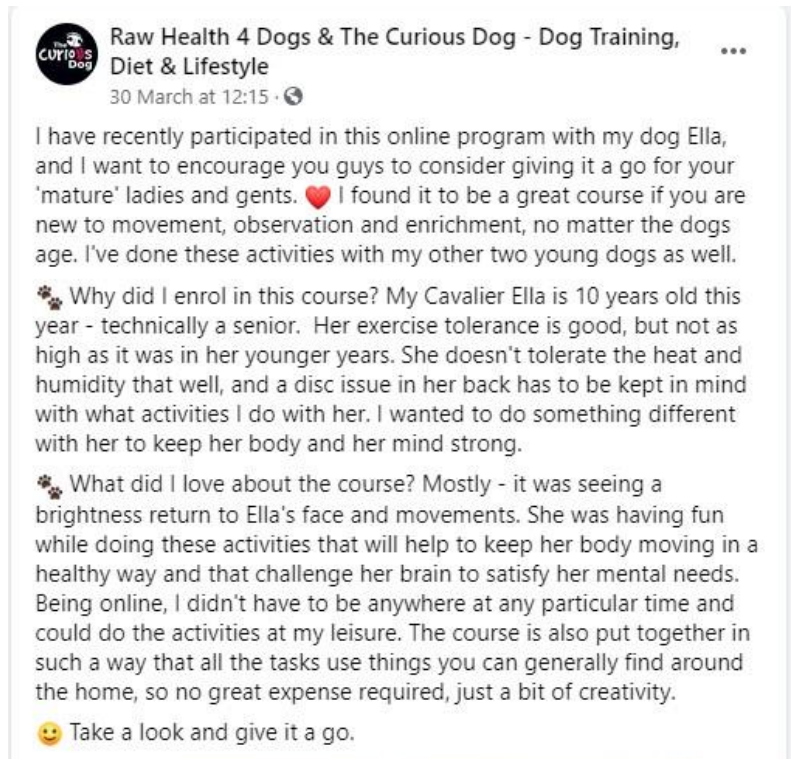 The
CURIOUS
Dog
Raw Health 4 Dogs & The Curious Dog - Dog Training,
Diet & Lifestyle
30 March at 12:15 ·
I have recently participated in this online program with my dog Ella,
and I want to encourage you guys to consider giving it a go for your
'mature' ladies and gents. ❤️ I found it to be a great course if you are
new to movement, observation and enrichment, no matter the dogs
age. I've done these activities with my other two young dogs as well.
🐾 Why did I enrol in this course? My Cavalier Ella is 10 years old this
year - technically a senior. Her exercise tolerance is good, but not as
high as it was in her younger years. She doesn't tolerate the heat and
humidity that well, and a disc issue in her back has to be kept in mind
with what activities I do with her. I wanted to do something different
with her to keep her body and her mind strong.
🐾 What did I love about the course? Mostly - it was seeing a
brightness return to Ella's face and movements. She was having fun
while doing these activities that will help to keep her body moving in a
healthy way and that challenge her brain to satisfy her mental needs.
Being online, I didn't have to be anywhere at any particular time and
could do the activities at my leisure. The course is also put together in
such a way that all the tasks use things you can generally find around
the home, so no great expense required, just a bit of creativity.
🙂 Take a look and give it a go.